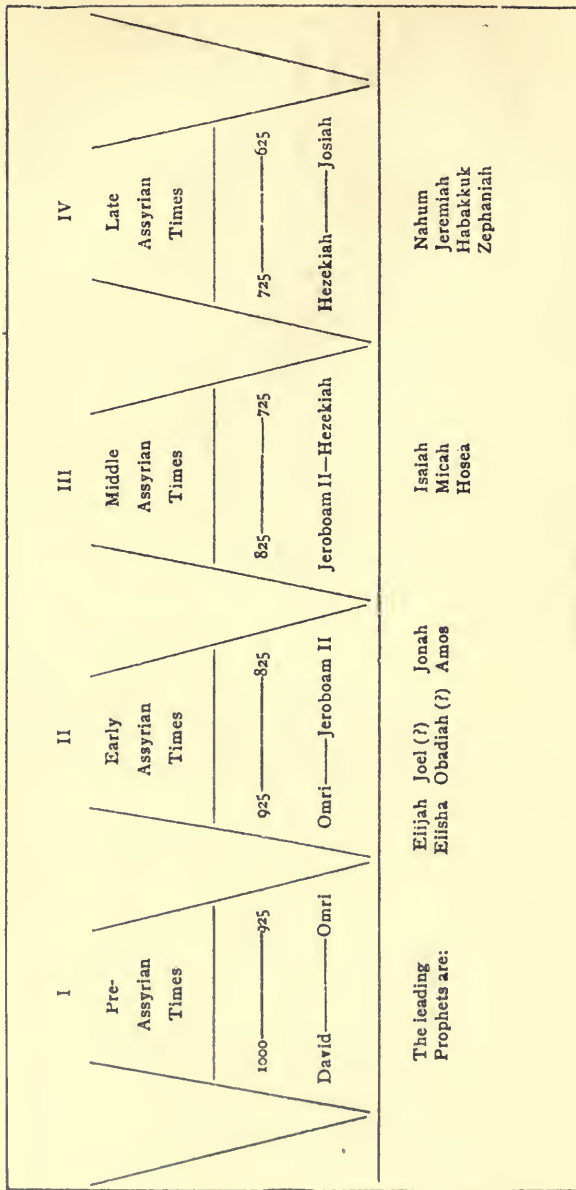 I
Pre-
Assyrian
Times
1000—925
David—Omri
The leading
Prophets are:
II
Early
Assyrian
Times
925—825
Omri—Jeroboam II
Elijah Joel (?) Jonah
Elisha Obadiah (?) Amos
III
Middle
Assyrian
Times
825—725
Jeroboam II—Hezekiah
Isaiah
Micah
Hosea
IV
Late
Assyrian
Times
725—625
Hezekiah—Josiah
Nahum
Jeremiah
Habakkuk
Zephaniah